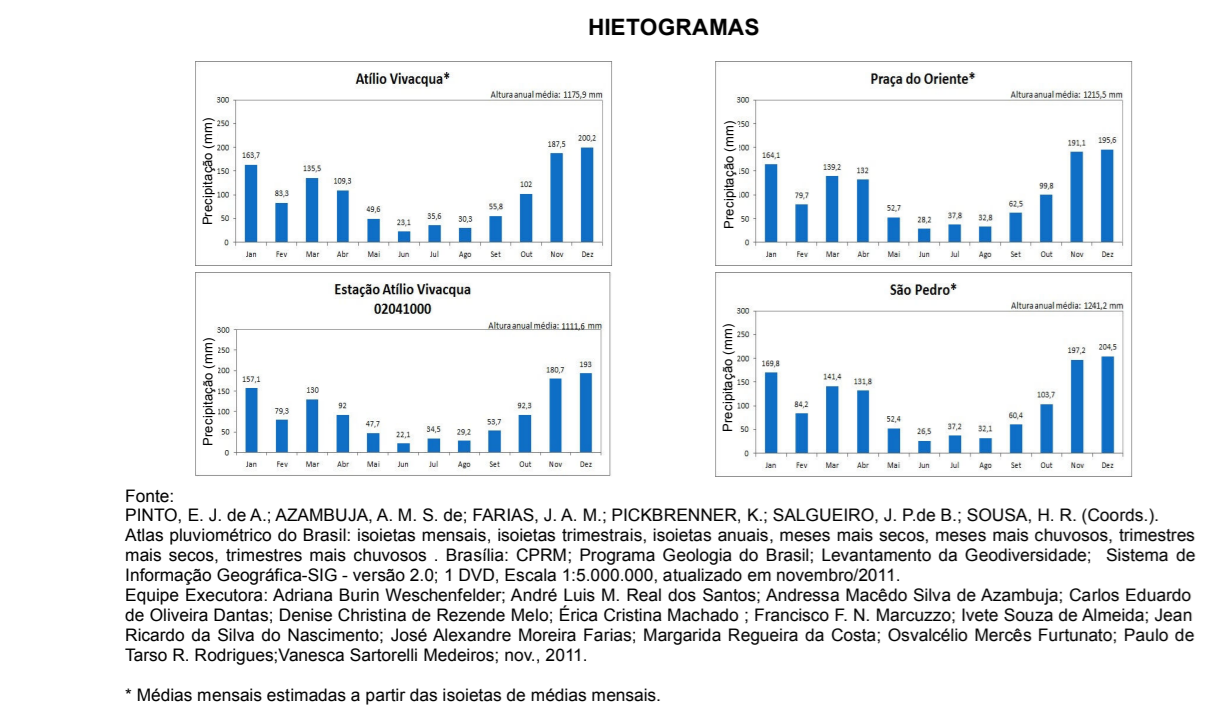 HIETOGRAMAS
Atílio Vivacqua*
Altura anual média: 1175,9 mm
Precipitação (mm)
300
250
200
150
100
50
0
163,7
83,3
135,5
109,3
49,6
23,1
35,6
30,3
55,8
102
187,5
200,2
Jan Fev Mar Abr Mai Jun Jul Ago Set Out Nov Dez
Praça do Oriente*
Altura anual média: 1215,5 mm
Precipitação (mm)
300
250
200
150
100
50
0
164,1
79,7
139,2
132
52,7
28,2
37,8
32,8
62,5
99,8
191,1
195,6
Jan Fev Mar Abr Mai Jun Jul Ago Set Out Nov Dez
Estação Atílio Vivacqua
02041000
Altura anual média: 1111,6 mm
Precipitação (mm)
300
250
200
150
100
50
0
157,1
79,3
130
92
47,7
22,1
34,5
29,2
53,7
92,3
180,7
193
Jan Fev Mar Abr Mai Jun Jul Ago Set Out Nov Dez
São Pedro*
Altura anual média: 1241,2 mm
Precipitação (mm)
300
250
200
150
100
50
0
169,8
84,2
141,4
131,8
52,4
26,5
37,2
32,1
60,4
103,7
197,2
204,5
Jan Fev Mar Abr Mai Jun Jul Ago Set Out Nov Dez
Fonte:
PINTO, E. J. de A.; AZAMBUJA, A. M. S. de; FARIAS, J. A. M.; PICKBRENNER, K.; SALGUEIRO, J. P.de B.; SOUSA, H. R. (Coords.).
Atlas pluviométrico do Brasil: isoietas mensais, isoietas trimestrais, isoietas anuais, meses mais secos, meses mais chuvosos, trimestres
mais secos, trimestres mais chuvosos . Brasília: CPRM; Programa Geologia do Brasil; Levantamento da Geodiversidade; Sistema de
Informação Geográfica-SIG - versão 2.0; 1 DVD, Escala 1:5.000.000, atualizado em novembro/2011.
Equipe Executora: Adriana Burin Weschenfelder; André Luis M. Real dos Santos; Andressa Macêdo Silva de Azambuja; Carlos Eduardo
de Oliveira Dantas; Denise Christina de Rezende Melo; Érica Cristina Machado ; Francisco F. N. Marcuzzo; Ivete Souza de Almeida; Jean
Ricardo da Silva do Nascimento; José Alexandre Moreira Farias; Margarida Regueira da Costa; Osvalcélio Mercês Furtunato; Paulo de
Tarso R. Rodrigues;Vanesca Sartorelli Medeiros; nov., 2011.
* Médias mensais estimadas a partir das isoietas de médias mensais.